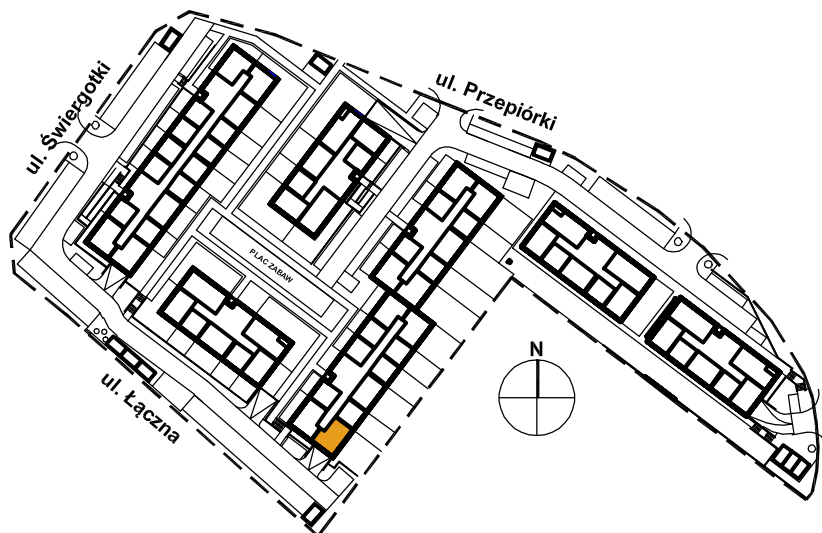 ul. Przepiórki
ul. Świergotki
PLAC ZABAW
N
ul. Łączna